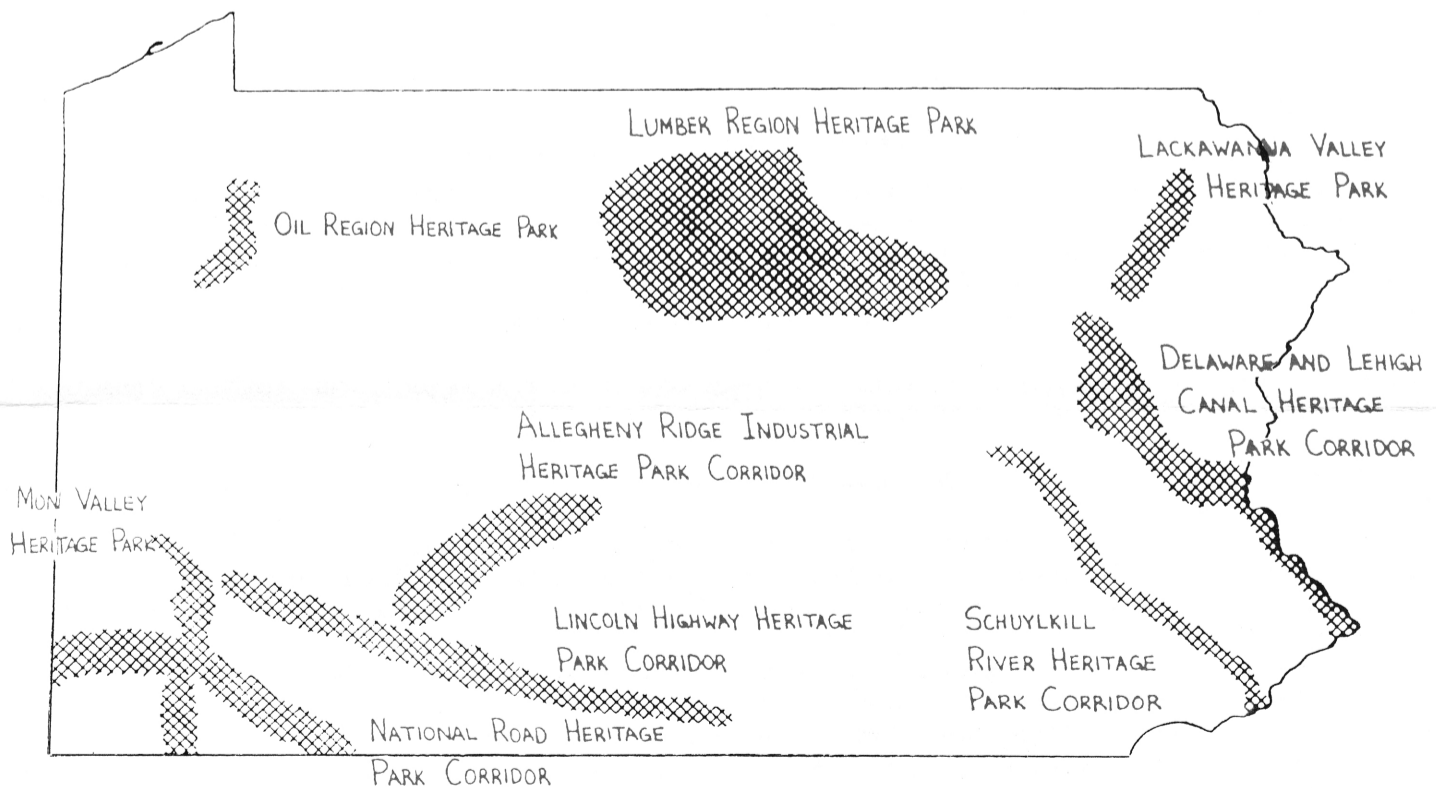 LUMBER REGION HERITAGE PARK
LACKAWANNA VALLEY
HERITAGE PARK
OIL REGION HERITAGE PARK
DELAWARE AND LEHIGH
CANAL HERITAGE
PARK CORRIDOR
ALLEGHENY RIDGE INDUSTRIAL
HERITAGE PARK CORRIDOR
MON VALLEY
HERITAGE PARK
LINCOLN HIGHWAY HERITAGE
PARK CORRIDOR
SCHUYLKILL
RIVER HERITAGE
PARK CORRIDOR
NATIONAL ROAD HERITAGE
PARK CORRIDOR